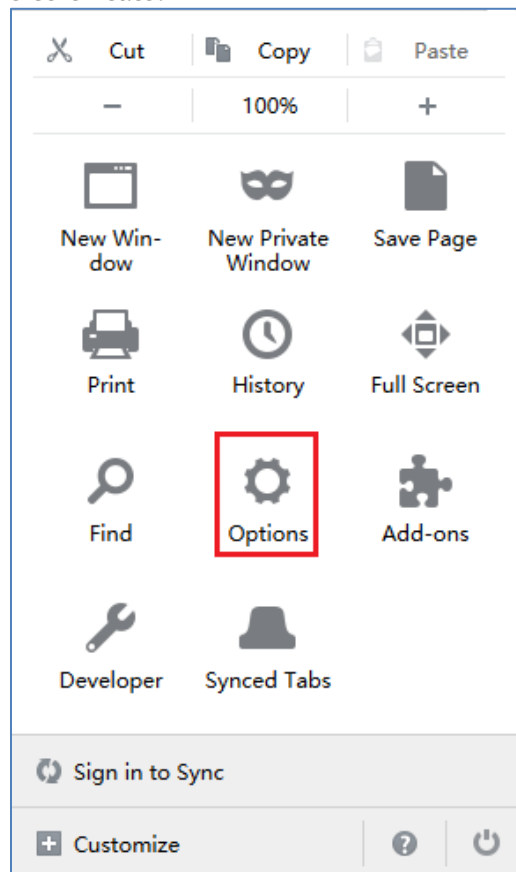 Cut Copy Paste
− 100% +
New Win- New Private Save Page
dow Window
Print History Full Screen
Find Options Add-ons
Developer Synced Tabs
Sign in to Sync
Customize